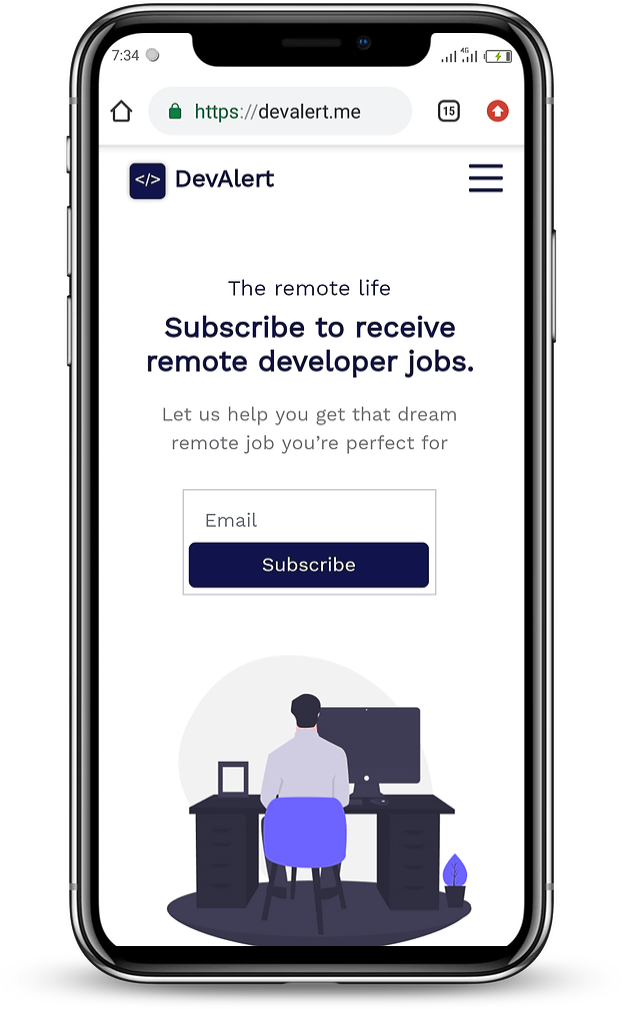 7:34
4G
https://devalert.me
15
</> DevAlert
The remote life
Subscribe to receive
remote developer jobs.
Let us help you get that dream
remote job you’re perfect for
Email
Subscribe